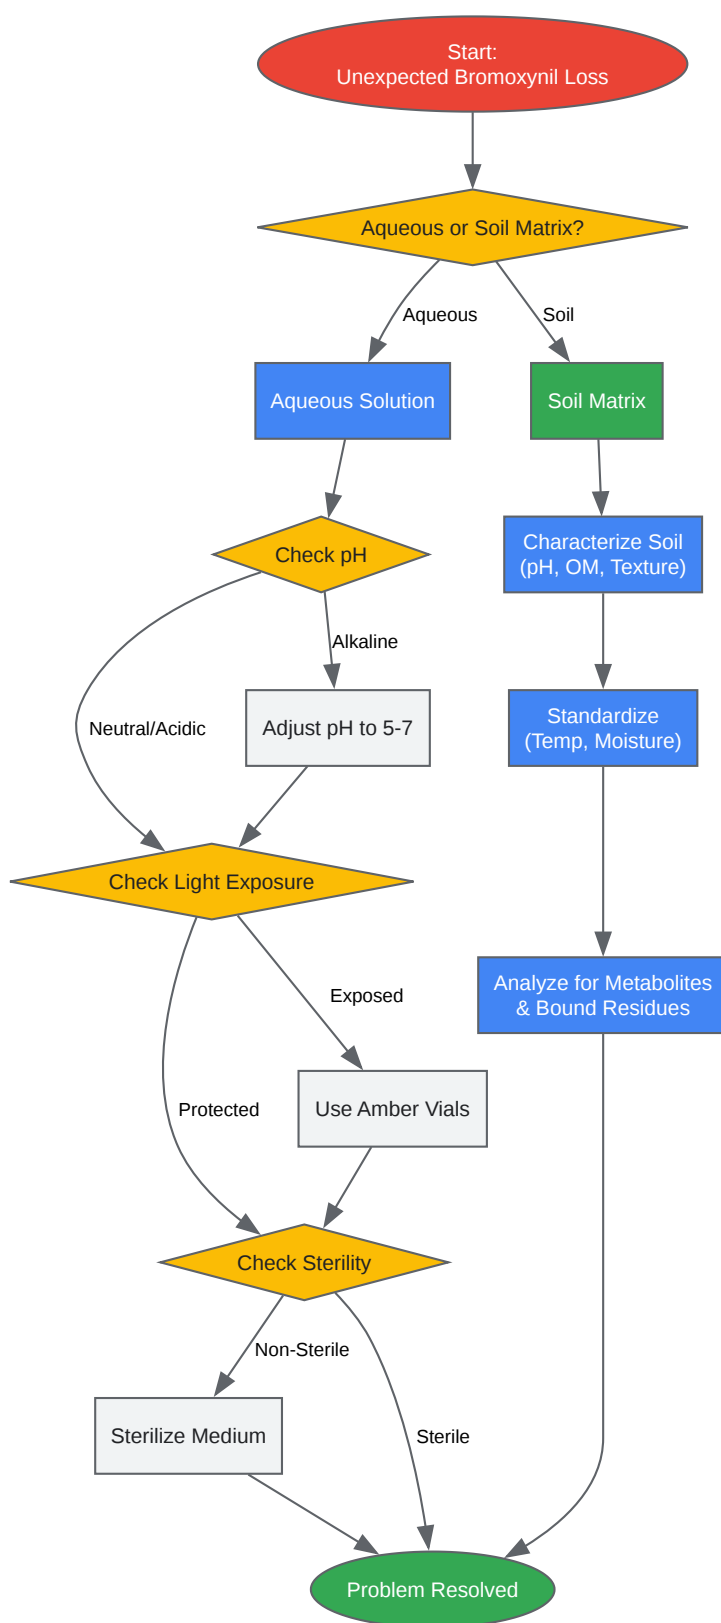 Start:
Unexpected Bromoxynil Loss
Aqueous or Soil Matrix?
Aqueous
Soil
Aqueous Solution
Soil Matrix
Check pH
Characterize Soil
(pH, OM, Texture)
Alkaline
Neutral/Acidic
Adjust pH to 5-7
Standardize
(Temp, Moisture)
Check Light Exposure
Exposed
Analyze for Metabolites
& Bound Residues
Protected
Use Amber Vials
Check Sterility
Non-Sterile
Sterilize Medium
Sterile
Problem Resolved